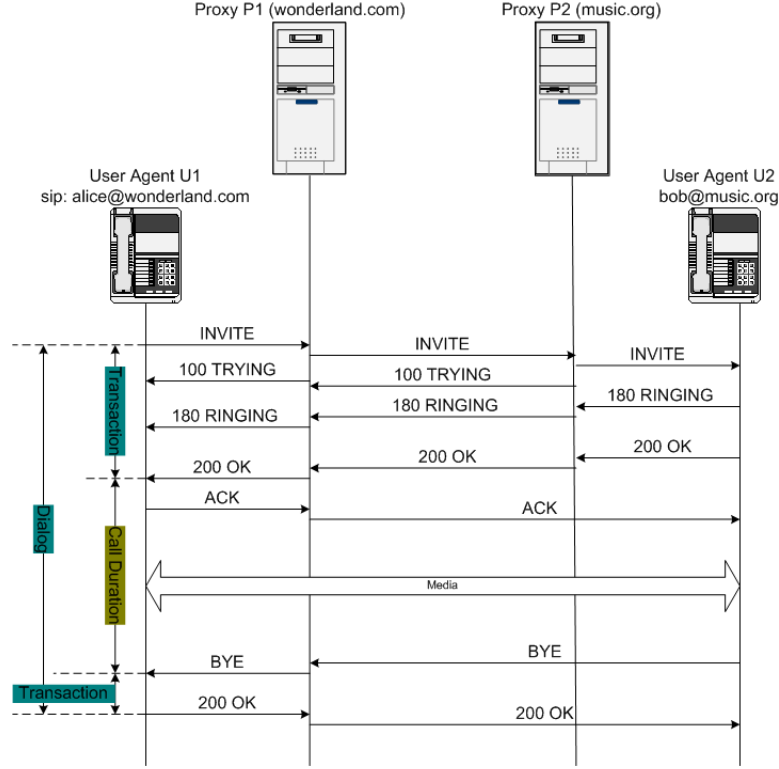 Proxy P1 (wonderland.com)
Proxy P2 (music.org)
User Agent U1
sip: alice@wonderland.com
User Agent U2
bob@music.org
INVITE
INVITE
INVITE
100 TRYING
100 TRYING
180 RINGING
180 RINGING
180 RINGING
200 OK
200 OK
200 OK
ACK
ACK
Transaction
Dialog
Call Duration
Media
BYE
BYE
Transaction
200 OK
200 OK